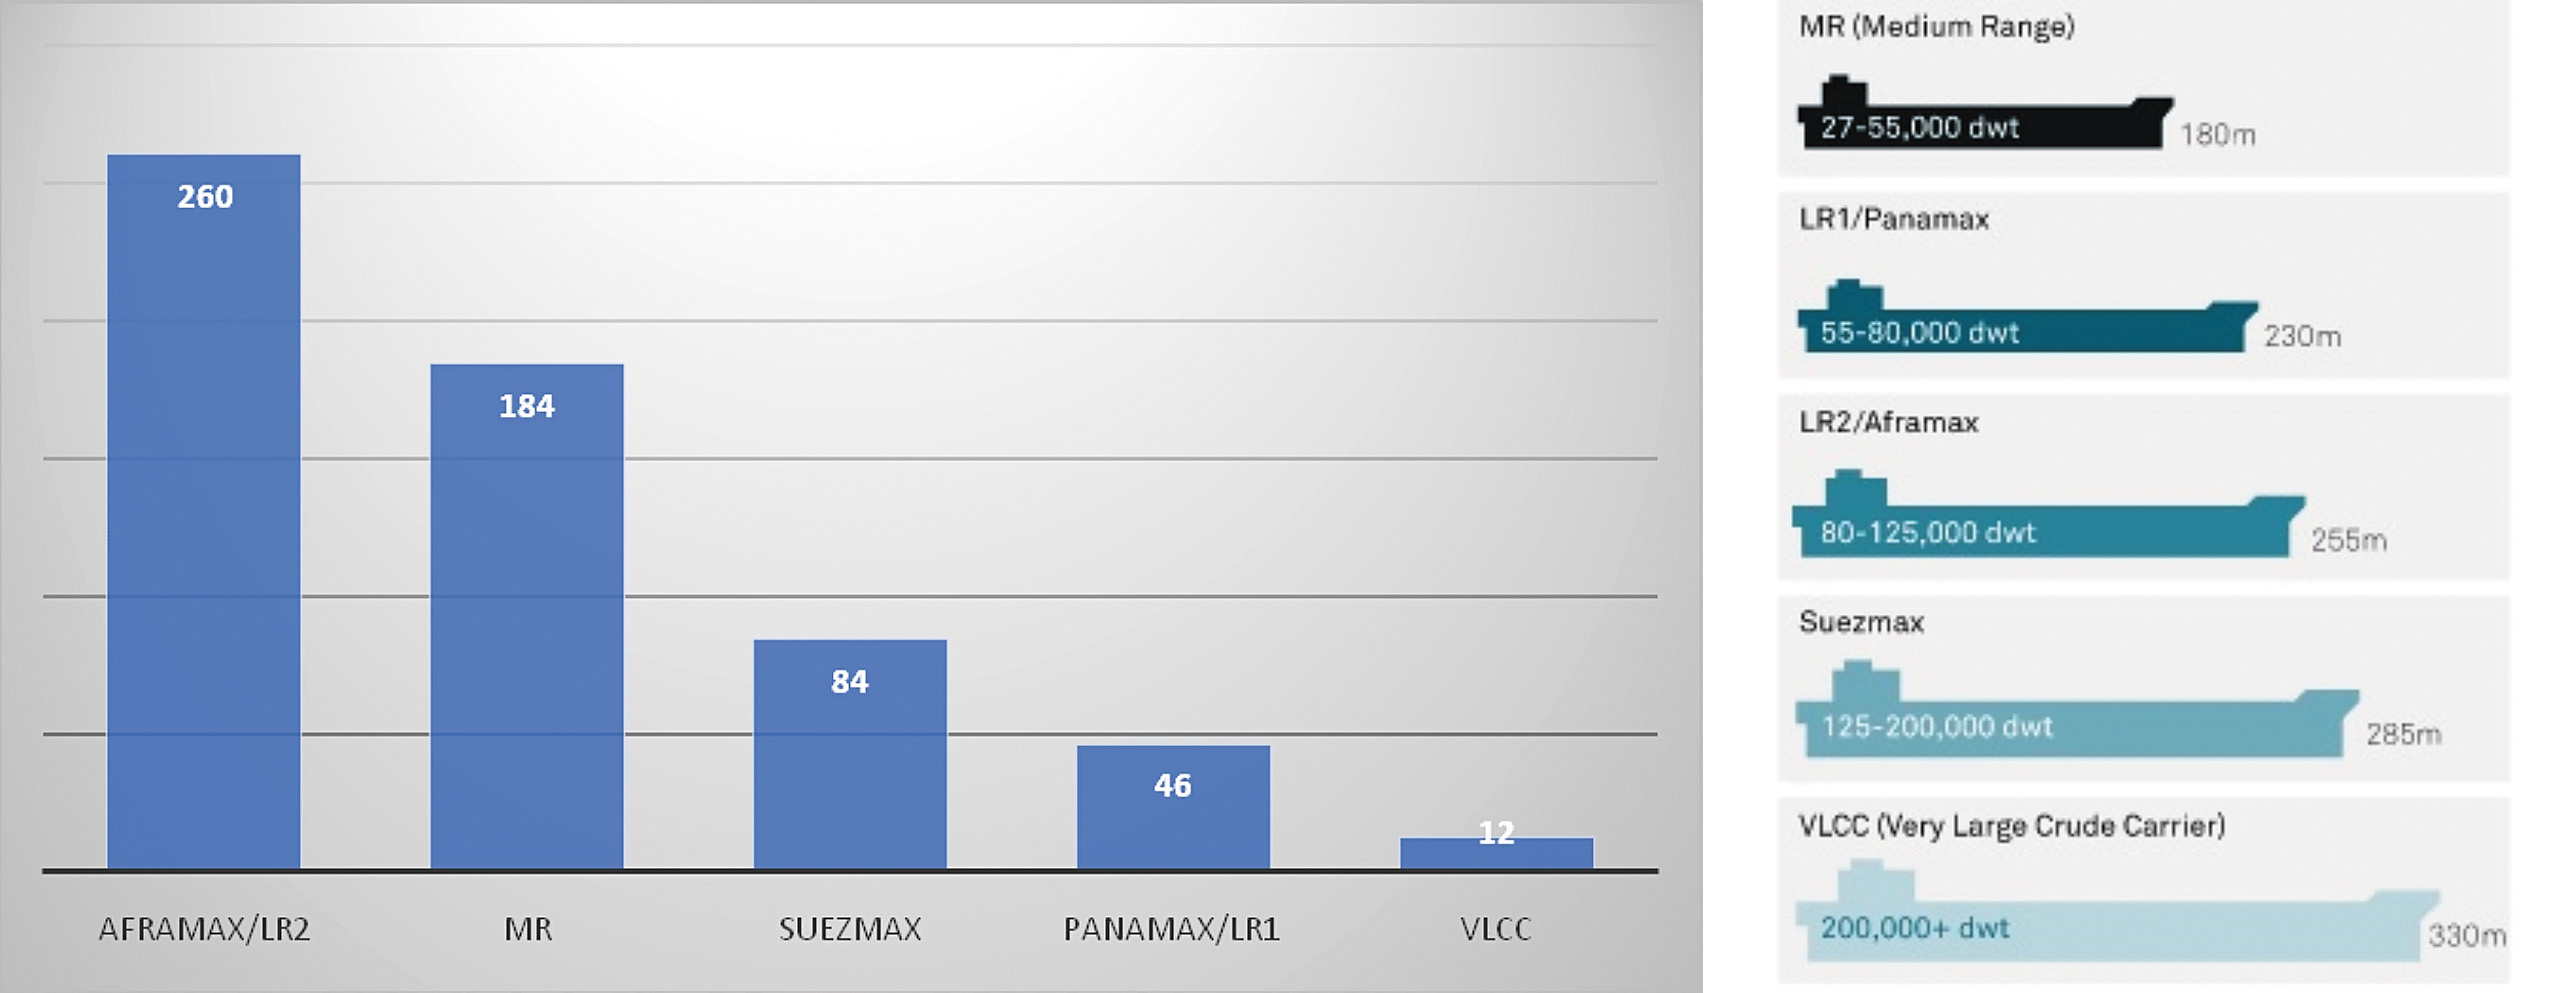 260
184
84
46
12
AFRAMAX/LR2
MR
SUEZMAX
PANAMAX/LR1
VLCC
MR (Medium Range)
27-55,000 dwt
180m
LR1/Panamax
55-80,000 dwt
230m
LR2/Aframax
80-125,000 dwt
255m
Suezmax
125-200,000 dwt
285m
VLCC (Very Large Crude Carrier)
200,000+ dwt
330m